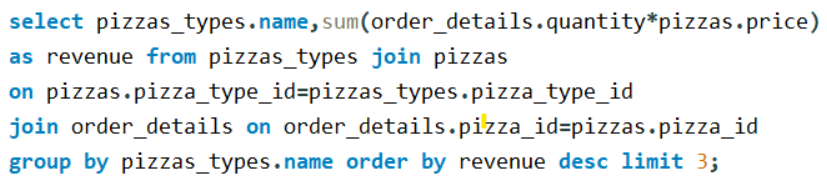 select pizzas_types.name,sum(order_details.quantity*pizzas.price)
as revenue from pizzas_types join pizzas
on pizzas.pizza_type_id=pizzas_types.pizza_type_id
join order_details on order_details.pizza_id=pizzas.pizza_id
group by pizzas_types.name order by revenue desc limit 3;